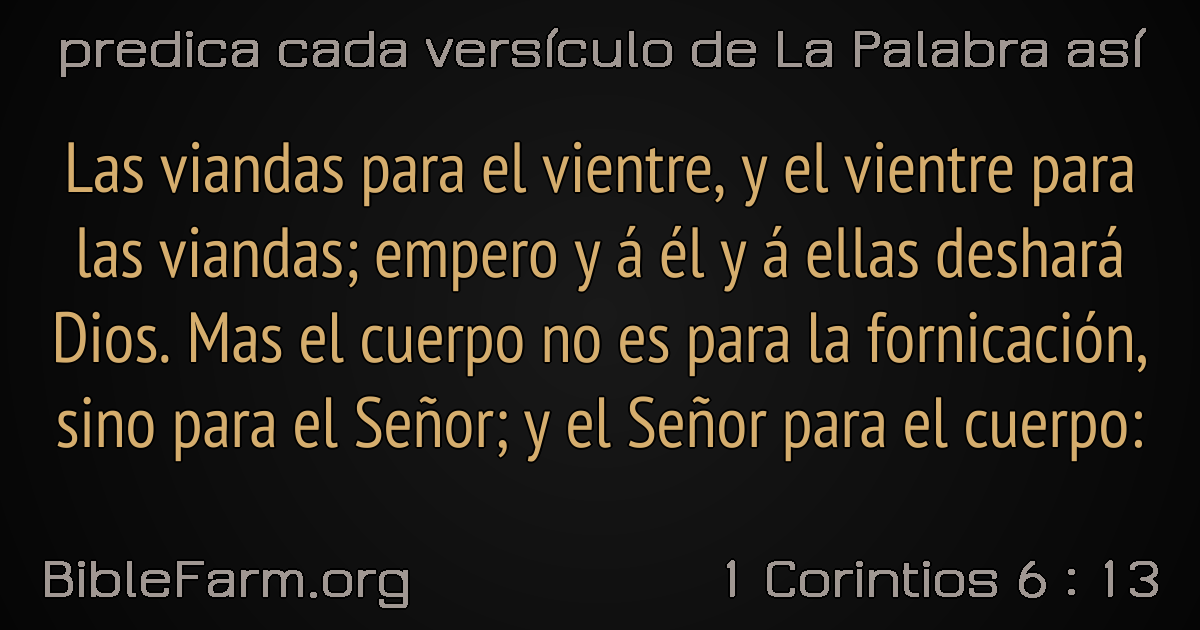 predica cada versículo de La Palabra así
Las viandas para el vientre, y el vientre para
las viandas; empero y á él y á ellas deshará
Dios. Mas el cuerpo no es para la fornicación,
sino para el Señor; y el Señor para el cuerpo:
BibleFarm.org
1 Corintios 6 : 13